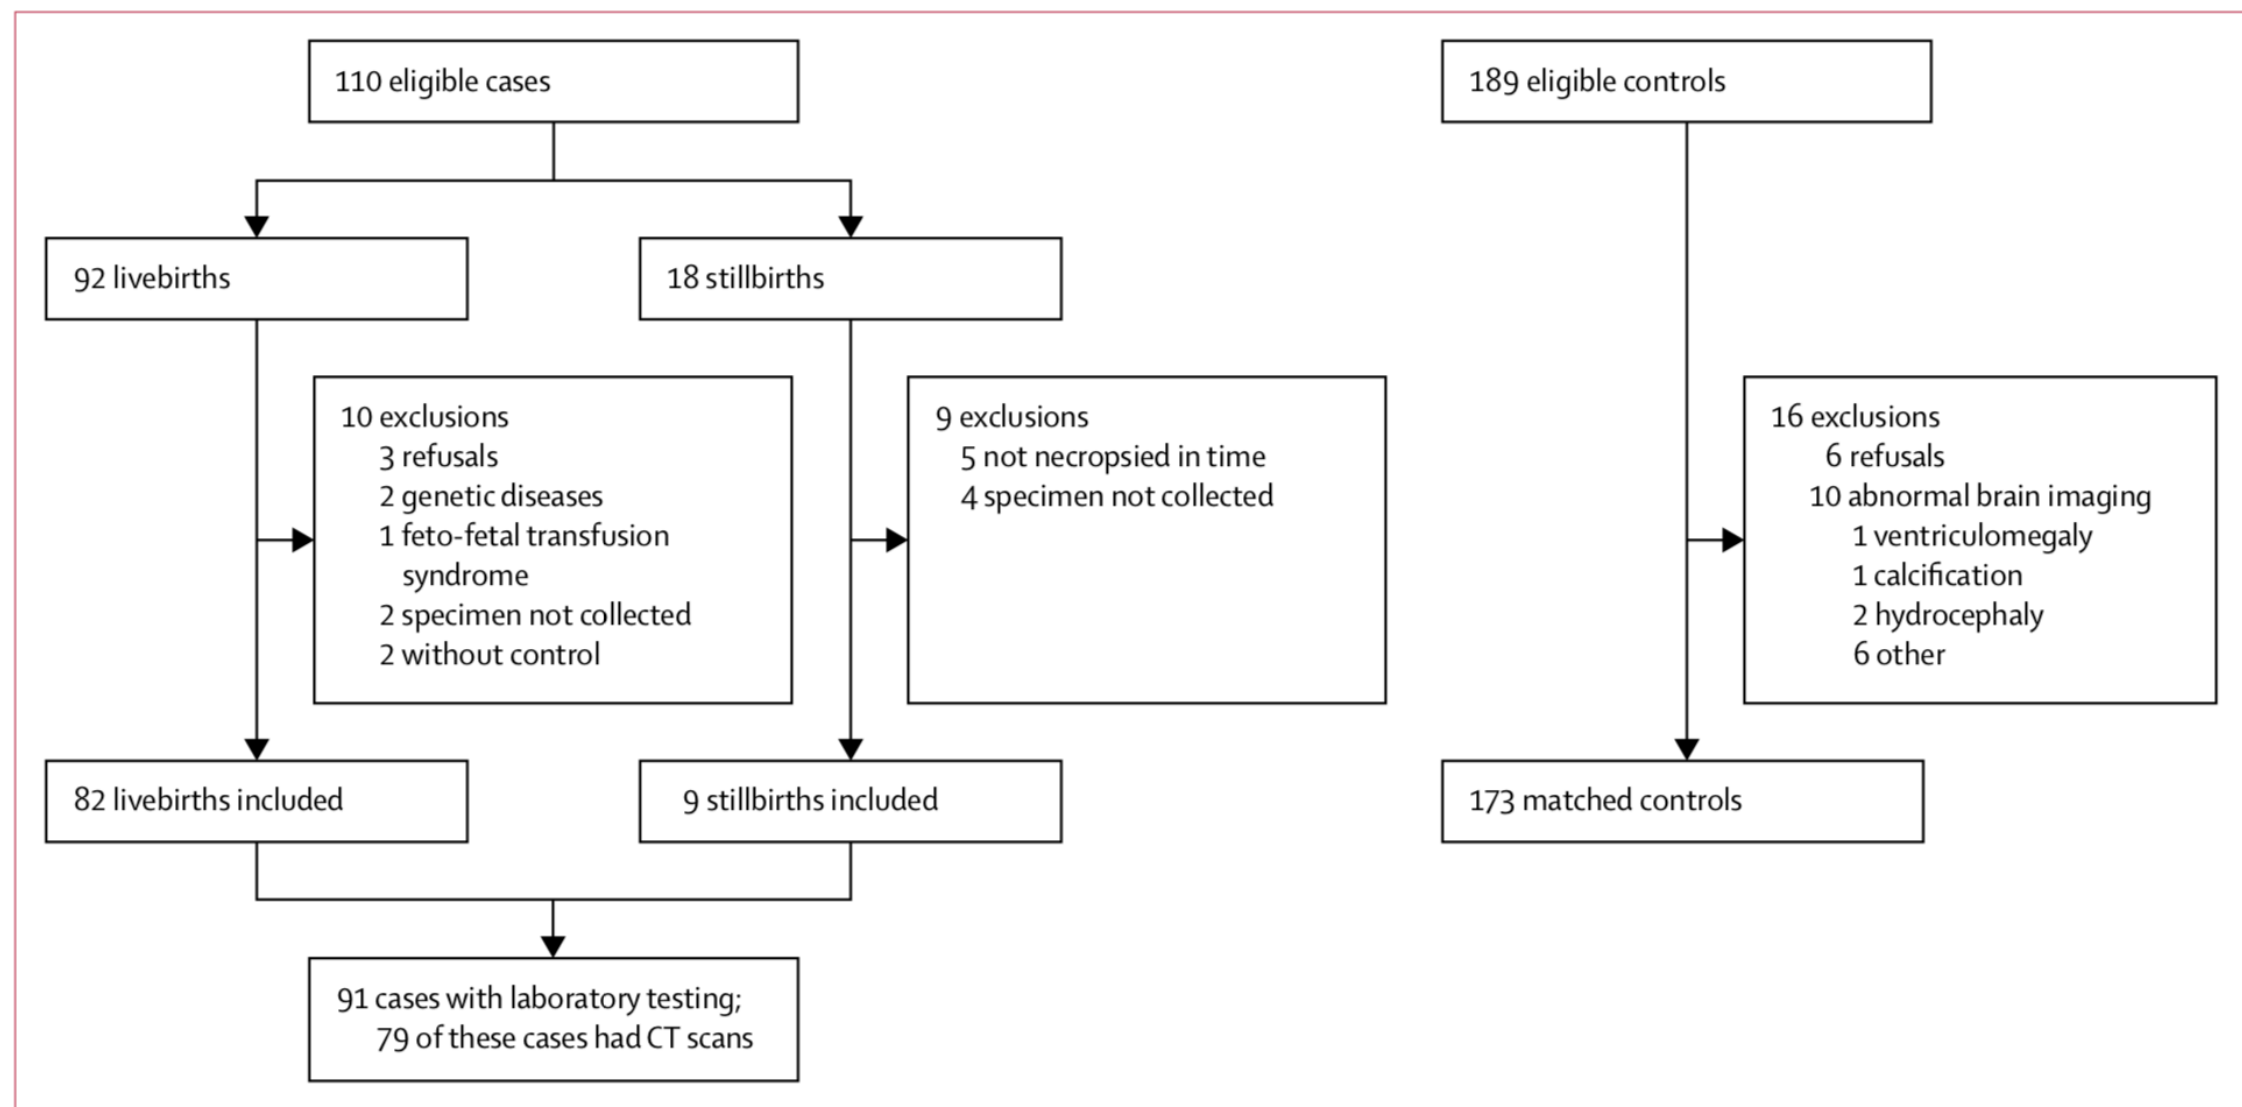 110 eligible cases
189 eligible controls
92 livebirths
18 stillbirths
10 exclusions
3 refusals
2 genetic diseases
1 feto-fetal transfusion
syndrome
2 specimen not collected
2 without control
9 exclusions
5 not necropsied in time
4 specimen not collected
16 exclusions
6 refusals
10 abnormal brain imaging
1 ventriculomegaly
1 calcification
2 hydrocephaly
6 other
82 livebirths included
9 stillbirths included
173 matched controls
91 cases with laboratory testing;
79 of these cases had CT scans